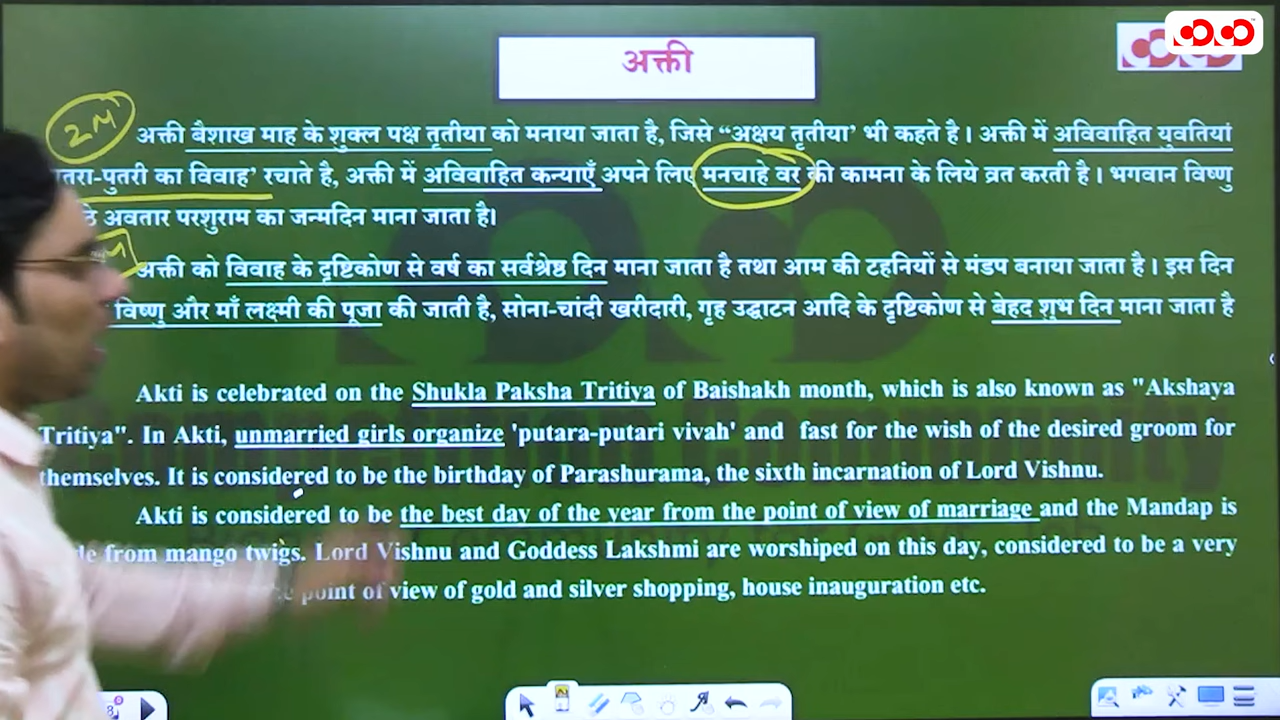 अक्ती
2M
अक्ती बैशाख माह के शुक्ल पक्ष तृतीया को मनाया जाता है, जिसे “अक्षय तृतीया’ भी कहते है। अक्ती में अविवाहित युवतियां
का विवाह’ रचाते है, अक्ती में अविवाहित कन्याएँ अपने लिए मनचाहे वर की कामना के लिये व्रत करती है। भगवान विष्णु
अवतार परशुराम का जन्मदिन माना जाता है।
अक्ती को विवाह के दृष्टिकोण से वर्ष का सर्वश्रेष्ठ दिन माना जाता है तथा आम की टहनियों से मंडप बनाया जाता है। इस दिन
विष्णु और माँ लक्ष्मी की पूजा की जाती है, सोना-चांदी खरीदारी, गृह उद्घाटन आदि के दृष्टिकोण से बेहद शुभ दिन माना जाता है
Akti is celebrated on the Shukla Paksha Tritiya of Baishakh month, which is also known as "Akshaya
Tritiya". In Akti, unmarried girls organize 'putara-putari vivah' and fast for the wish of the desired groom for
themselves. It is considered to be the birthday of Parashurama, the sixth incarnation of Lord Vishnu.
Akti is considered to be the best day of the year from the point of view of marriage and the Mandap is
from mango twigs. Lord Vishnu and Goddess Lakshmi are worshiped on this day, considered to be a very
point of view of gold and silver shopping, house inauguration etc.